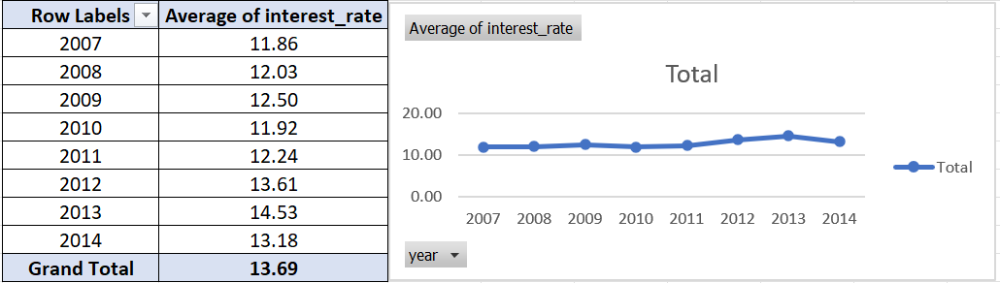 Row Labels Average of interest_rate
2007 11.86
2008 12.03
2009 12.50
2010 11.92
2011 12.24
2012 13.61
2013 14.53
2014 13.18
Grand Total 13.69
Average of interest_rate
Total
20.00
10.00
0.00
2007 2008 2009 2010 2011 2012 2013 2014
Total
year